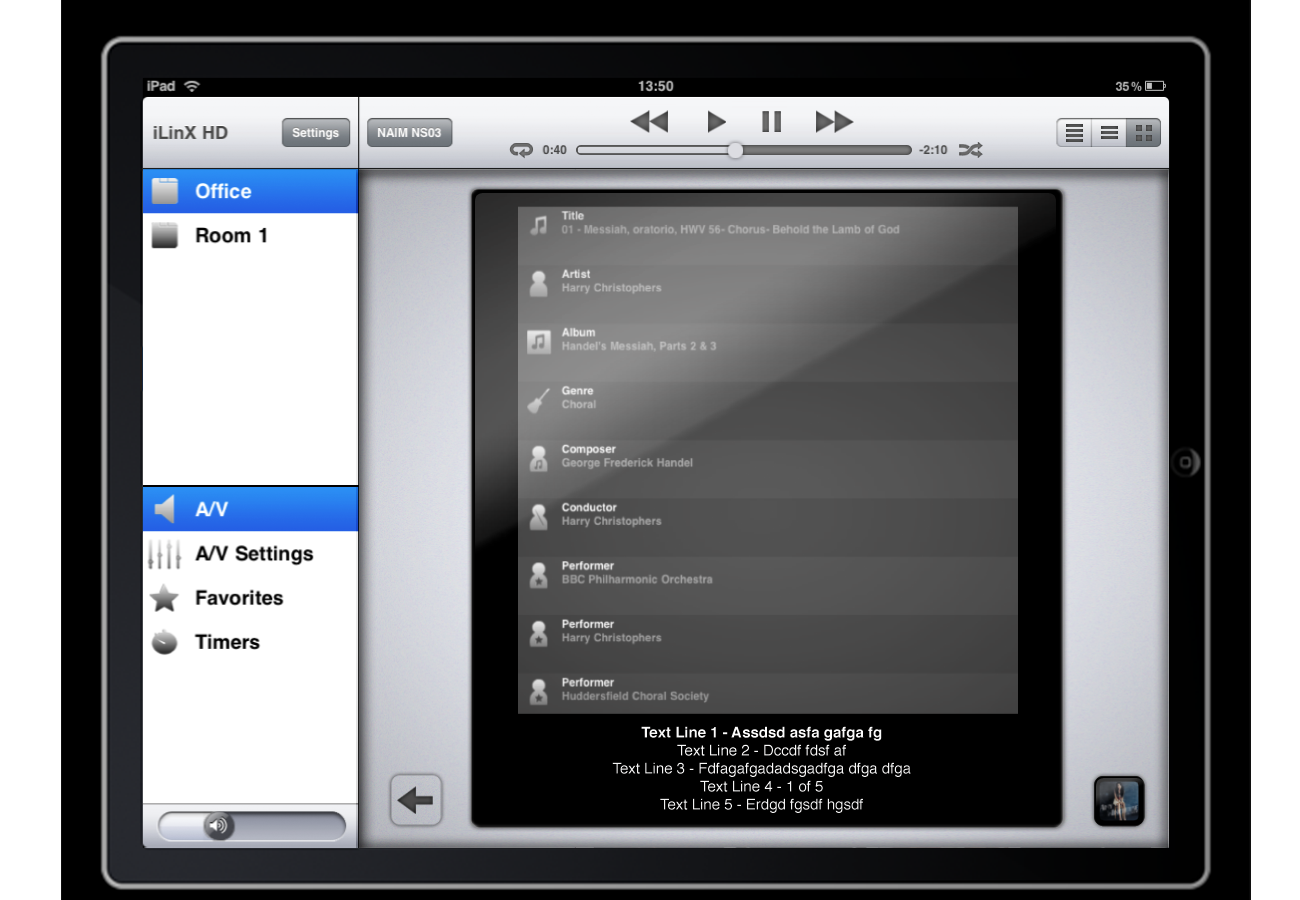 iPad
13:50
35%
iLinX HD
Settings
NAIM NS03
0:40
-2:10
Office
Room 1
A/V
A/V Settings
Favorites
Timers
Title
01 - Messiah, oratorio, HWV 56- Chorus- Behold the Lamb of God
Artist
Harry Christophers
Album
Handel's Messiah, Parts 2 & 3
Genre
Choral
Composer
George Frederick Handel
Conductor
Harry Christophers
Performer
BBC Philharmonic Orchestra
Performer
Harry Christophers
Performer
Huddersfield Choral Society
Text Line 1 - Assdsd asfa gafga fg
Text Line 2 - Dccdf fdsf af
Text Line 3 - Fdfagafgadadsgadfga dfga dfga
Text Line 4 - 1 of 5
Text Line 5 - Erdgd fgsdf hgsdf